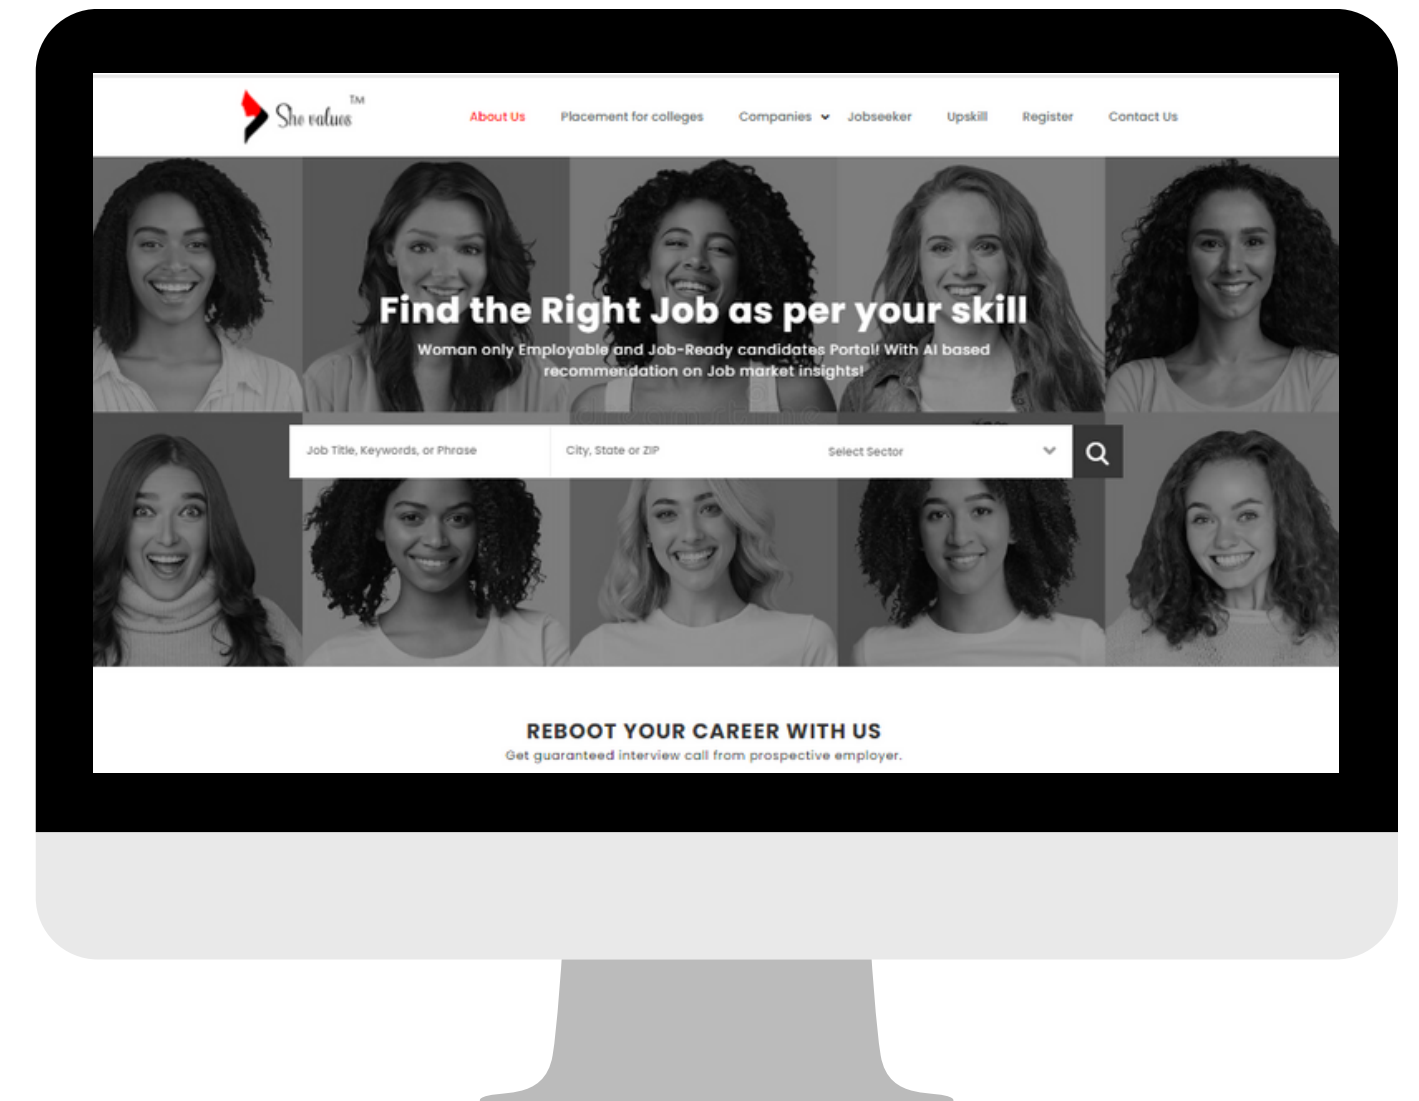 She values TM
About Us Placement for colleges Companies Jobseeker Upskill Register Contact Us
Find the Right Job as per your skill
Woman only Employable and Job-Ready candidates Portal! With AI based
recommendation on Job market insights!
Job Title, Keywords, or Phrase City, State or ZIP Select Sector
REBOOT YOUR CAREER WITH US
Get guaranteed interview call from prospective employer.